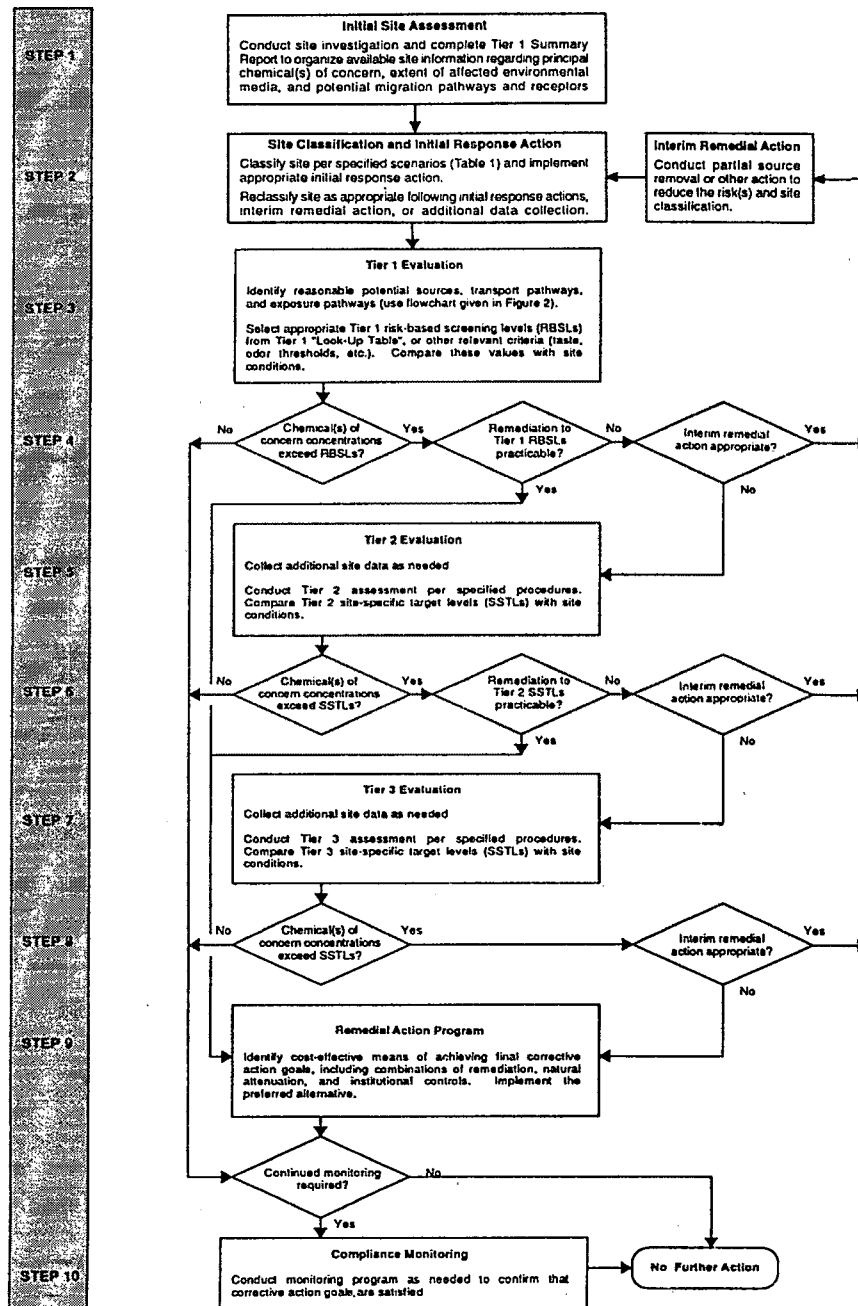 STEP 1
Initial Site Assessment
Conduct site investigation and complete Tier 1 Summary
Report to organize available site information regarding principal
chemical(s) of concern, extent of affected environmental
media, and potential migration pathways and receptors
STEP 2
Site Classification and Initial Response Action
Classify site per specified scenarios (Table 1) and implement
appropriate initial response action.
Reclassify site as appropriate following initial response actions,
interim remedial action, or additional data collection.
Interim Remedial Action
Conduct partial source
removal or other action to
reduce the risk(s) and site
classification.
STEP 3
Tier 1 Evaluation
Identify reasonable potential sources, transport pathways,
and exposure pathways (use flowchart given in Figure 2).
Select appropriate Tier 1 risk-based screening levels (RBSLs)
from Tier 1 "Look-Up Table", or other relevant criteria (taste,
odor thresholds, etc.). Compare these values with site
conditions.
STEP 4
No
Chemical(s) of
concern concentrations
exceed RBSLs?
Yes
Remediation to
Tier 1 RBSLs
practicable?
No
Interim remedial
action appropriate?
Yes
Yes
No
STEP 5
Tier 2 Evaluation
Collect additional site data as needed
Conduct Tier 2 assessment per specified procedures.
Compare Tier 2 site-specific target levels (SSTLs) with site
conditions.
STEP 6
No
Chemical(s) of
concern concentrations
exceed SSTLs?
Yes
Remediation to
Tier 2 SSTLs
practicable?
No
Interim remedial
action appropriate?
Yes
Yes
No
STEP 7
Tier 3 Evaluation
Collect additional site data as needed
Conduct Tier 3 assessment per specified procedures.
Compare Tier 3 site-specific target levels (SSTLs) with site
conditions.
STEP 8
No
Chemical(s) of
concern concentrations
exceed SSTLs?
Yes
Interim remedial
action appropriate?
Yes
No
STEP 9
Remedial Action Program
Identify cost-effective means of achieving final corrective
action goals, including combinations of remediation, natural
attenuation, and institutional controls. Implement the
preferred alternative.
Continued monitoring
required?
No
Yes
STEP 10
Compliance Monitoring
Conduct monitoring program as needed to confirm that
corrective action goals, are satisfied
No Further Action